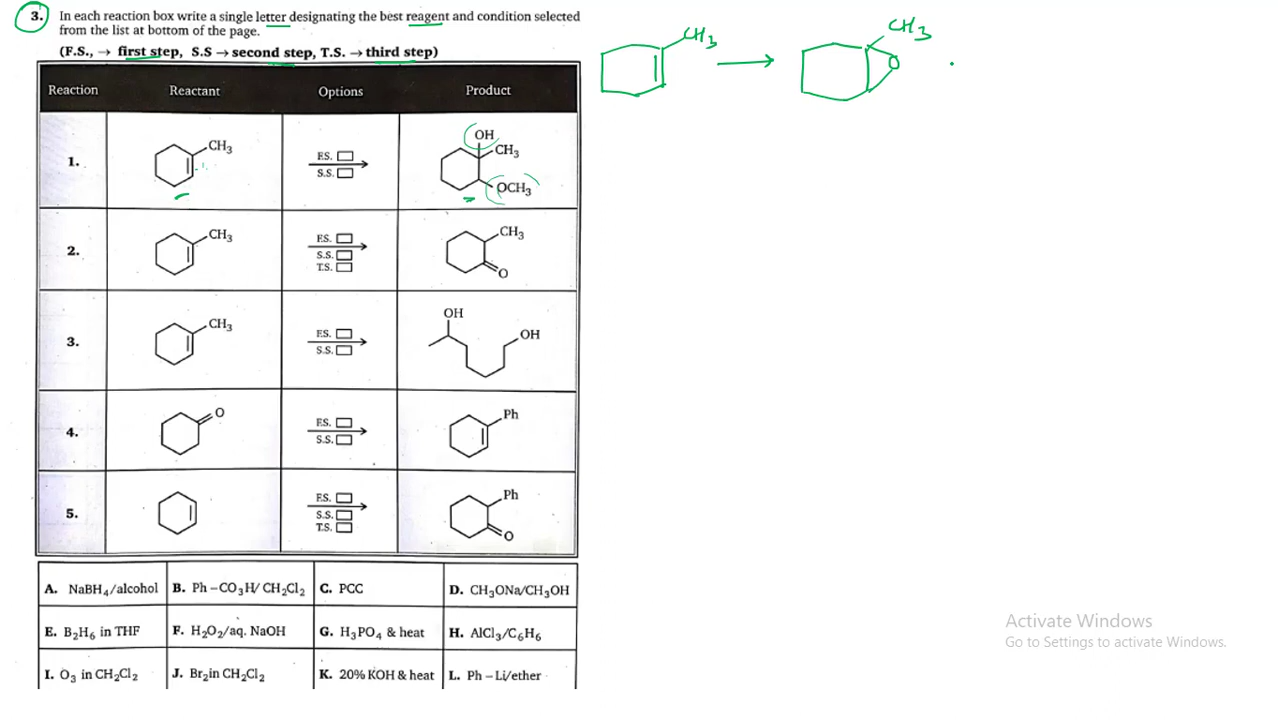 3. In each reaction box write a single letter designating the best reagent and condition selected
from the list at bottom of the page.
(F.S., → first step, S.S → second step, T.S. → third step)
CH3
CH3
O
Reaction Reactant Options Product
1. CH3 F.S. S.S. OH CH3 OCH3
2. CH3 F.S. S.S. T.S. CH3 O
3. CH3 F.S. S.S. OH OH
4. O F.S. S.S. Ph
5. F.S. S.S. T.S. Ph O
A. NaBH4/alcohol B. Ph – CO3H/ CH2Cl2 C. PCC D. CH3ONa/CH3OH
E. B2H6 in THF F. H2O2/aq. NaOH G. H3PO4 & heat H. AlCl3/C6H6
I. O3 in CH2Cl2 J. Br2in CH2Cl2 K. 20% KOH & heat L. Ph – Li/ether
Activate Windows
Go to Settings to activate Windows.